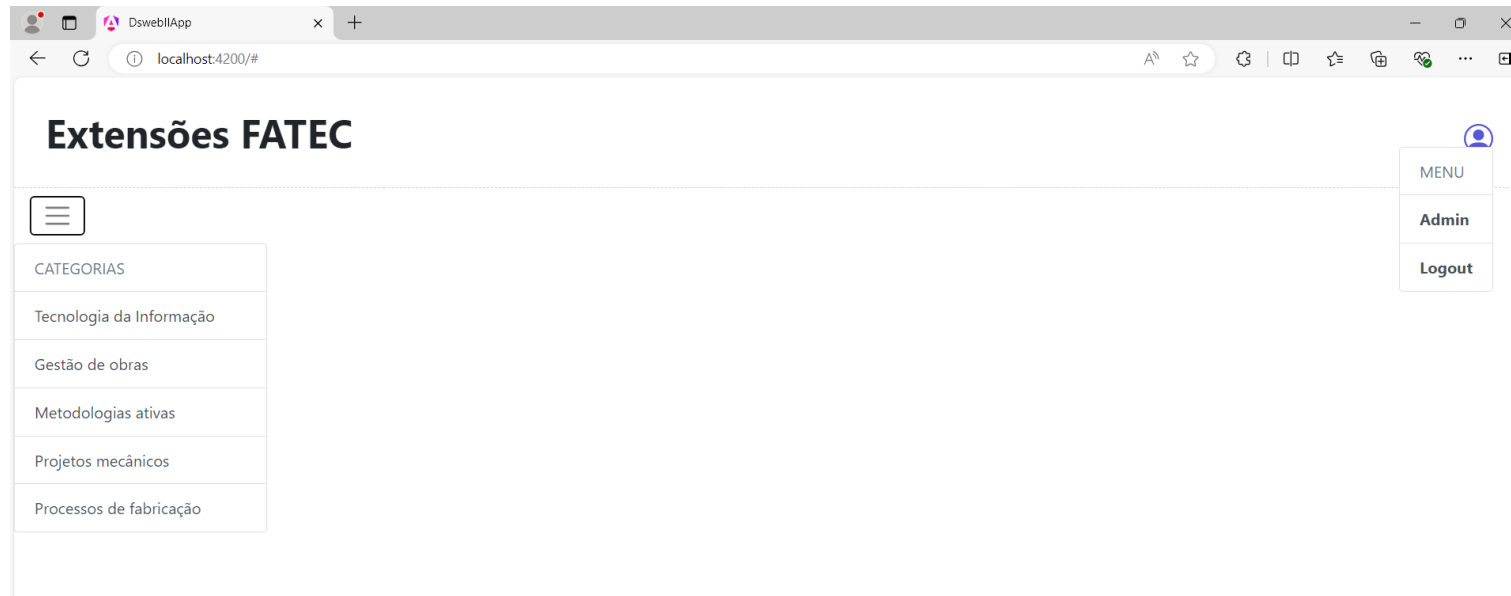 DswebIIApp
localhost:4200/#
Extensões FATEC
MENU
Admin
Logout
CATEGORIAS
Tecnologia da Informação
Gestão de obras
Metodologias ativas
Projetos mecânicos
Processos de fabricação